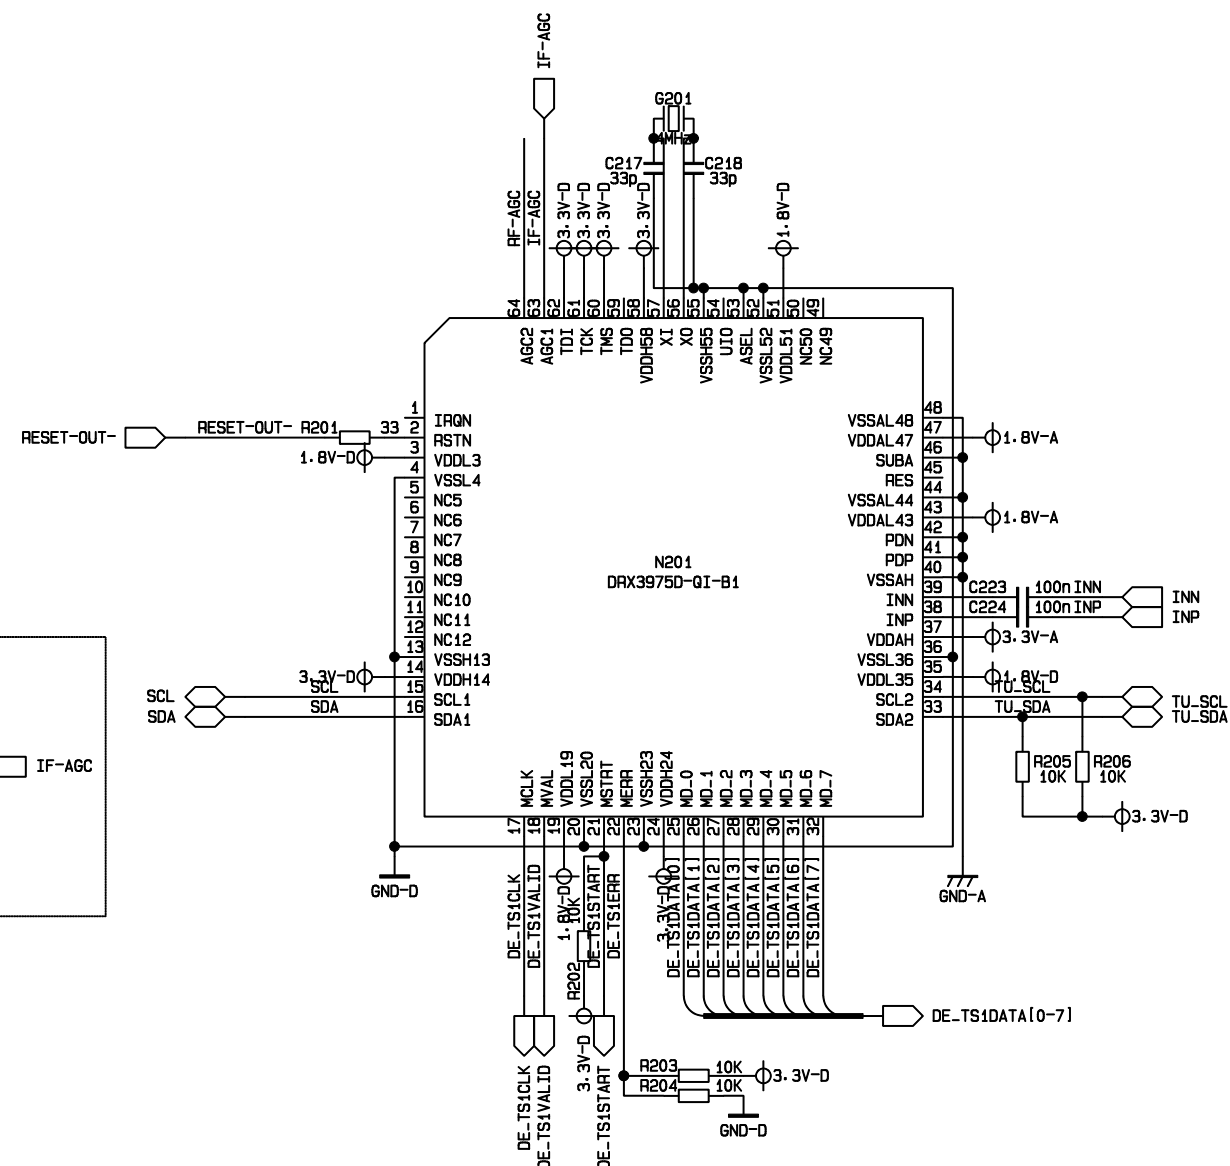 IF-AGC
G201
4MHz
C217
33p
C218
33p
RF-AGC
IF-AGC
3.3V-D
3.3V-D
3.3V-D
3.3V-D
1.8V-D
64
63
62
61
60
59
58
57
56
55
54
53
52
51
50
49
AGC2
AGC1
TDI
TCK
TMS
TDO
VDDH58
XI
XO
VSSH55
UIO
ASEL
VSSL52
VDDL51
NC50
NC49
RESET-OUT-
RESET-OUT- R201 33
1.8V-D
1 IRQN
2 RSTN
3 VDDL3
4 VSSL4
5 NC5
6 NC6
7 NC7
8 NC8
9 NC9
10 NC10
11 NC11
12 NC12
13 VSSH13
14 VDDH14
15 SCL1
16 SDA1
3.3V-D
SCL SCL
SDA SDA
N201
DRX3975D-QI-B1
VSSAL48 48
VDDAL47 47
SUBA 46
RES 45
VSSAL44 44
VDDAL43 43
PDN 42
PDP 41
VSSAH 40
INN 39
INP 38
VDDAH 37
VSSL36 36
VDDL35 35
SCL2 34
SDA2 33
1.8V-A
1.8V-A
C223 100n INN INN
C224 100n INP INP
3.3V-A
1.8V-D
TU_SCL TU_SCL
TU_SDA TU_SDA
R205
10K
R206
10K
3.3V-D
IF-AGC
MCLK
MVAL
VDDL19
VSSL20
MSTRT
MERR
VSSH23
VDDH24
MD_0
MD_1
MD_2
MD_3
MD_4
MD_5
MD_6
MD_7
17
18
19
20
21
22
23
24
25
26
27
28
29
30
31
32
GND-D
GND-A
DE_TS1CLK
DE_TS1VALID
1.8V-D
10K
DE_TS1START
DE_TS1ERR
3.3V-D
DE_TS1DATA[0]
DE_TS1DATA[1]
DE_TS1DATA[2]
DE_TS1DATA[3]
DE_TS1DATA[4]
DE_TS1DATA[5]
DE_TS1DATA[6]
DE_TS1DATA[7]
R202
DE_TS1DATA[0-7]
3.3V-D
DE_TS1CLK
DE_TS1VALID
DE_TS1START
R203 10K 3.3V-D
R204 10K
GND-D